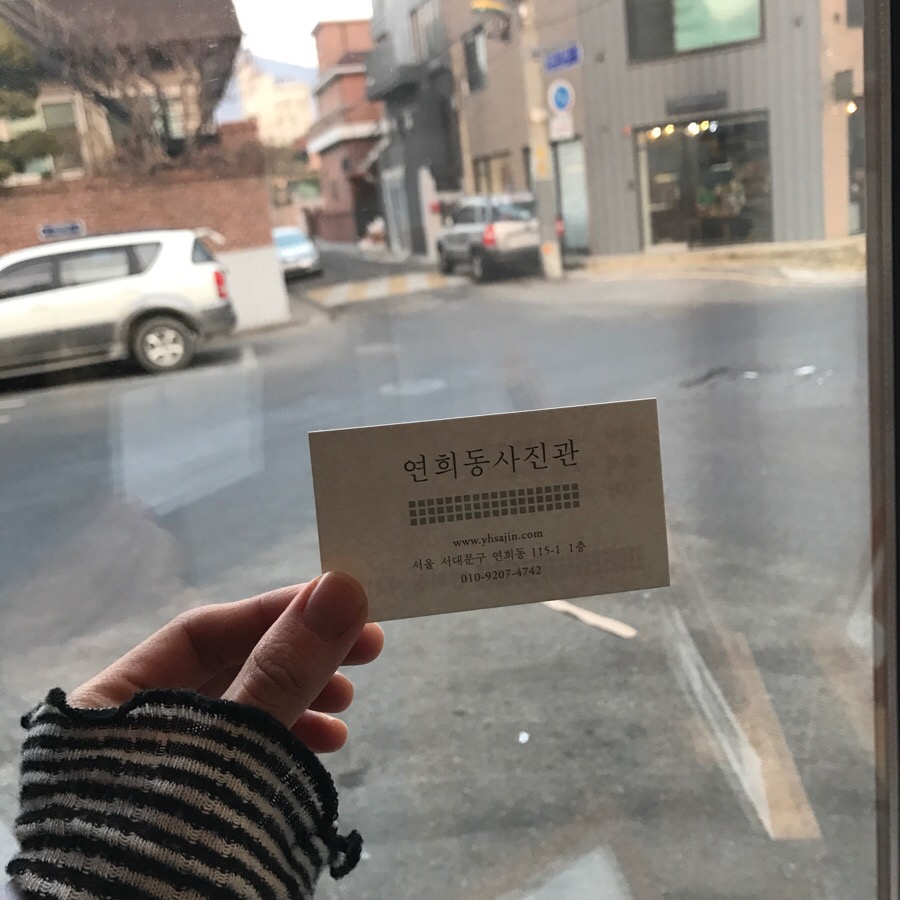 연희동사진관
www.yhsajin.com
서울 서대문구 연희동 115-1 1층
010-9207-4742